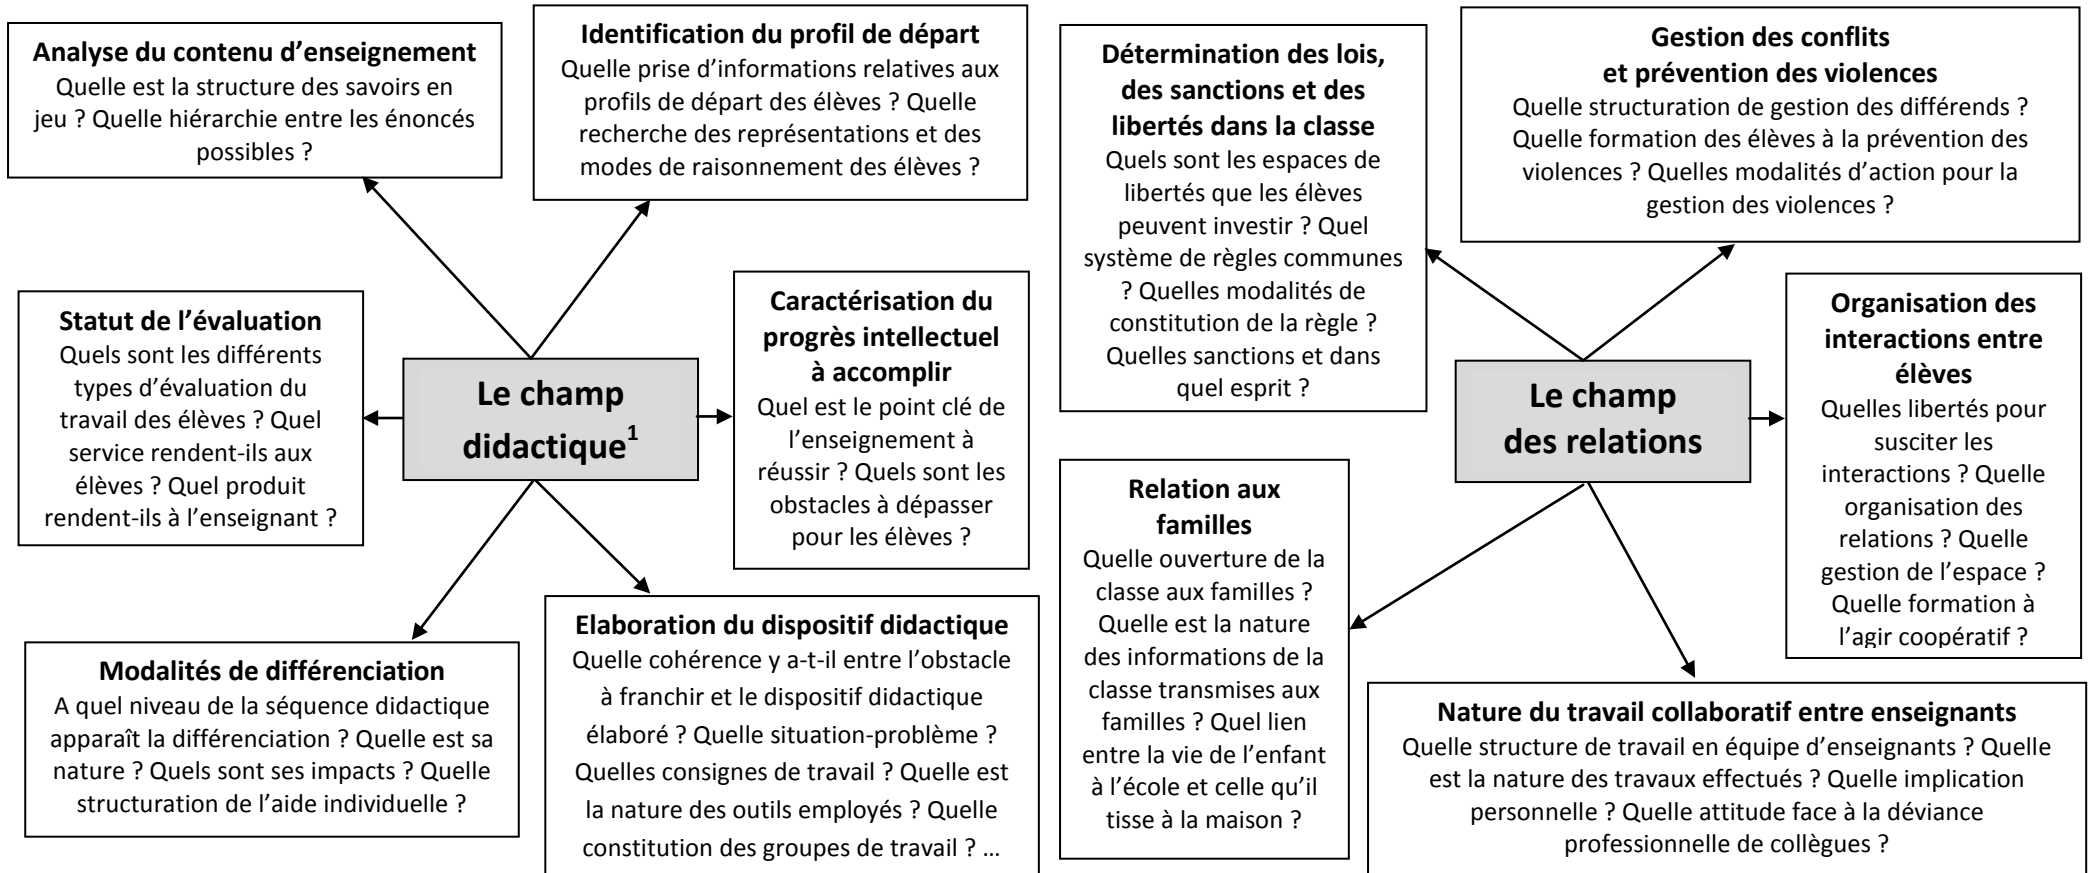 Analyse du contenu d’enseignement
Quelle est la structure des savoirs en
jeu ? Quelle hiérarchie entre les énoncés
possibles ?
Identification du profil de départ
Quelle prise d’informations relatives aux
profils de départ des élèves ? Quelle
recherche des représentations et des
modes de raisonnement des élèves ?
Statut de l’évaluation
Quels sont les différents
types d’évaluation du
travail des élèves ? Quel
service rendent-ils aux
élèves ? Quel produit
rendent-ils à l’enseignant ?
Le champ
didactique¹
Caractérisation du
progrès intellectuel
à accomplir
Quel est le point clé de
l’enseignement à
réussir ? Quels sont les
obstacles à dépasser
pour les élèves ?
Modalités de différenciation
A quel niveau de la séquence didactique
apparaît la différenciation ? Quelle est sa
nature ? Quels sont ses impacts ? Quelle
structuration de l’aide individuelle ?
Elaboration du dispositif didactique
Quelle cohérence y a-t-il entre l’obstacle
à franchir et le dispositif didactique
élaboré ? Quelle situation-problème ?
Quelles consignes de travail ? Quelle est
la nature des outils employés ? Quelle
constitution des groupes de travail ? …
Détermination des lois,
des sanctions et des
libertés dans la classe
Quels sont les espaces de
libertés que les élèves
peuvent investir ? Quel
système de règles communes
? Quelles modalités de
constitution de la règle ?
Quelles sanctions et dans
quel esprit ?
Gestion des conflits
et prévention des violences
Quelle structuration de gestion des différends ?
Quelle formation des élèves à la prévention des
violences ? Quelles modalités d’action pour la
gestion des violences ?
Le champ
des relations
Organisation des
interactions entre
élèves
Quelles libertés pour
susciter les
interactions ? Quelle
organisation des
relations ? Quelle
gestion de l’espace ?
Quelle formation à
l’agir coopératif ?
Relation aux
familles
Quelle ouverture de la
classe aux familles ?
Quelle est la nature
des informations de la
classe transmises aux
familles ? Quel lien
entre la vie de l’enfant
à l’école et celle qu’il
tisse à la maison ?
Nature du travail collaboratif entre enseignants
Quelle structure de travail en équipe d’enseignants ? Quelle
est la nature des travaux effectués ? Quelle implication
personnelle ? Quelle attitude face à la déviance
professionnelle de collègues ?